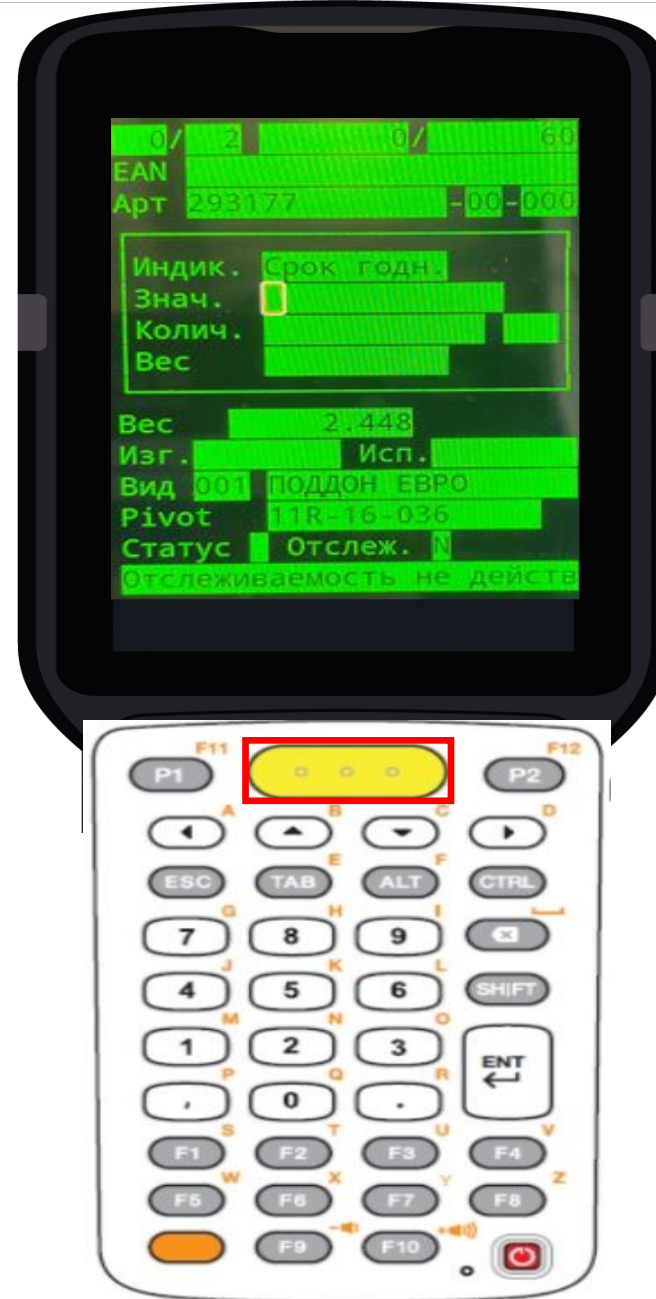 0/ 2 0/ 60
EAN
Арт 293177 -00-000
Индик. Срок годн.
Знач.
Колич.
Вес
Вес 2.448
Изг. Исп.
Вид 001 ПОДДОН ЕВРО
Pivot 11R-16-036
Статус Отслеж. N
Отслеживаемость не действ
F11 F12
P1 P2
A B C D
E F
ESC TAB ALT CTRL
G H I
7 8 9
J K L
4 5 6 SHIFT
M N O
1 2 3 ENT
P Q R
, 0 .
S T U V
F1 F2 F3 F4
W X Y Z
F5 F6 F7 F8
F9 F10